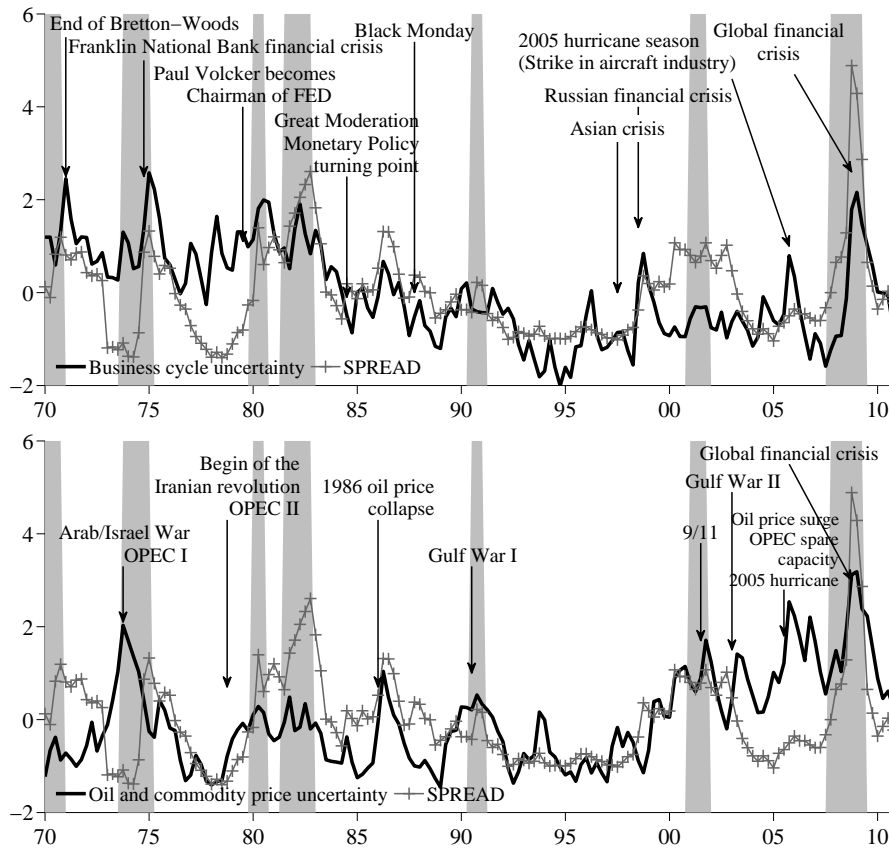 End of Bretton−Woods
Franklin National Bank financial crisis
Paul Volcker becomes
Chairman of FED
Great Moderation
Monetary Policy
turning point
Black Monday
2005 hurricane season
(Strike in aircraft industry)
Russian financial crisis
Asian crisis
Global financial
crisis
6
4
2
0
−2
Business cycle uncertainty
SPREAD
70 75 80 85 90 95 00 05 10
Arab/Israel War
OPEC I
Begin of the
Iranian revolution
OPEC II
1986 oil price
collapse
Gulf War I
9/11
Gulf War II
Global financial crisis
Oil price surge
OPEC spare
capacity
2005 hurricane
6
4
2
0
−2
Oil and commodity price uncertainty
SPREAD
70 75 80 85 90 95 00 05 10